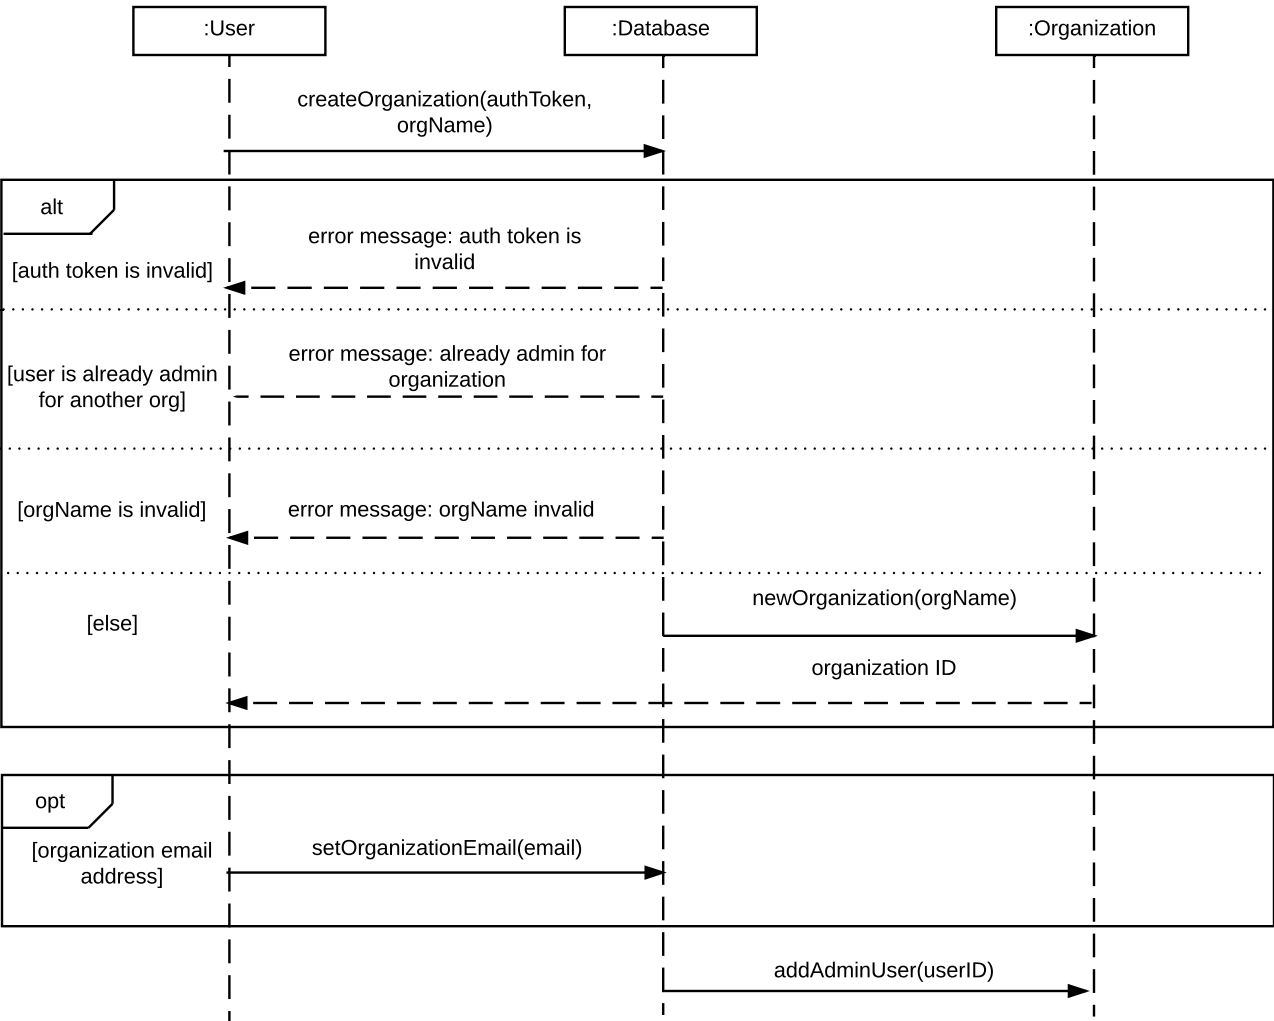 :User
:Database
:Organization
createOrganization(authToken,
orgName)
alt
error message: auth token is
invalid
[auth token is invalid]
error message: already admin for
organization
[user is already admin
for another org]
[orgName is invalid]
error message: orgName invalid
newOrganization(orgName)
[else]
organization ID
opt
[organization email
address]
setOrganizationEmail(email)
addAdminUser(userID)